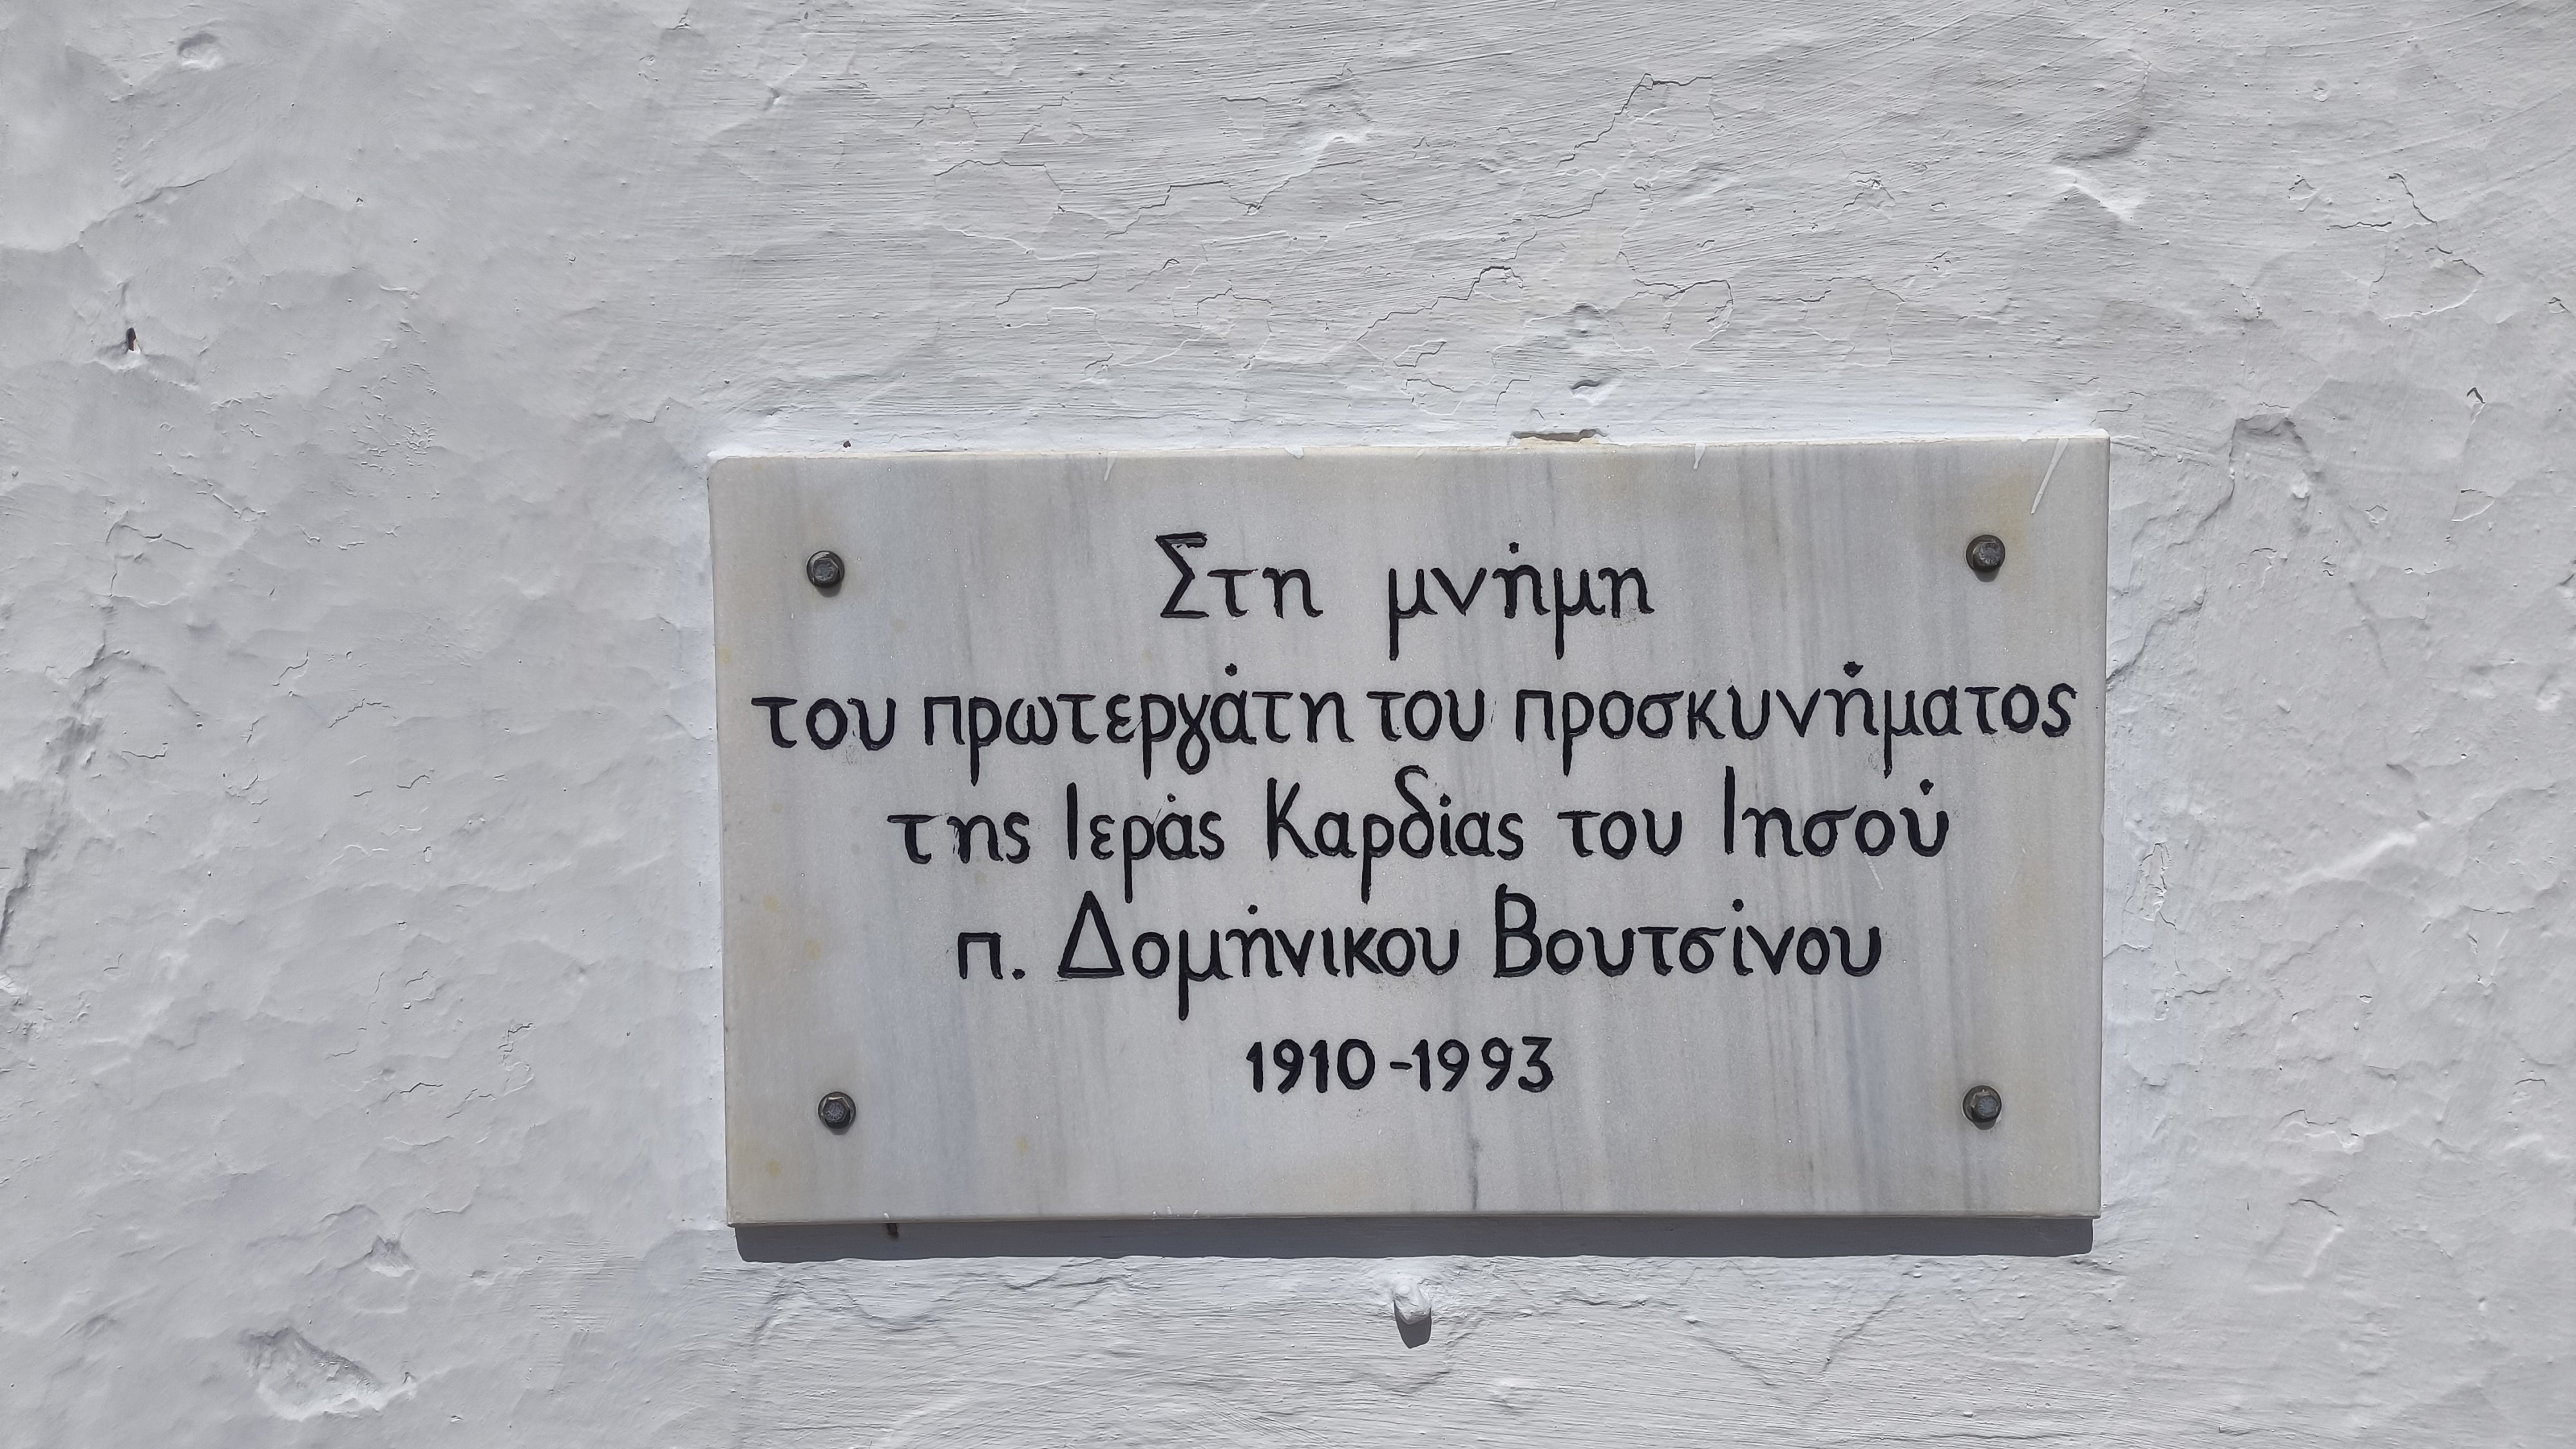 Στη μνήμη
του πρωτεργάτη του προσκυνήματος
της Ιεράς Καρδίας του Ιησού
π. Δομήνικου Βουτσίνου
1910-1993